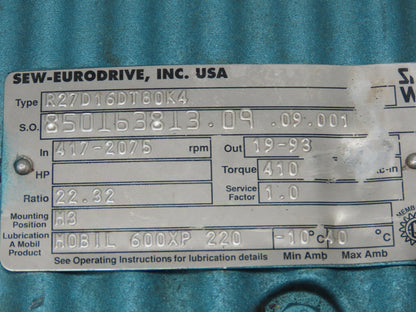 SEW-EURODRIVE, INC. USA
Type R27D16DT80K4
S.O. 850163813.09 .09.001
In 417-2075 rpm Out 19-93
HP Torque 410
Ratio 22.32 Service Factor 1.0
Mounting Position M3
Lubrication A Mobil Product MOBIL 600XP 220 -10°C 40 °C
See Operating Instructions for lubrication details Min Amb Max Amb